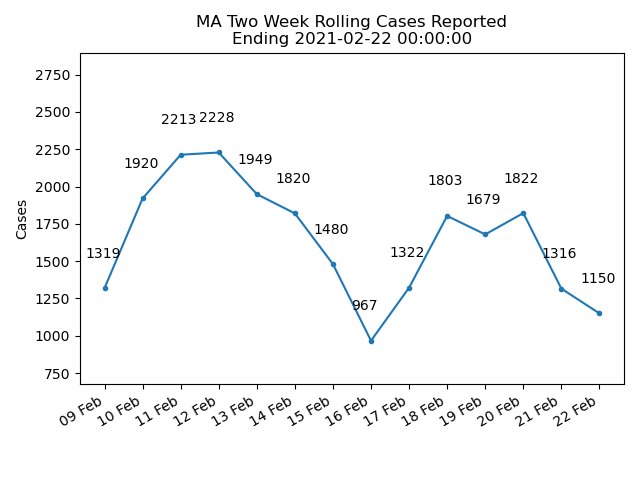 MA Two Week Rolling Cases Reported
Ending 2021-02-22 00:00:00
2750
2500
2250
2000
1750
1500
1250
1000
750
Cases
1319
1920
2213
2228
1949
1820
1480
967
1322
1803
1679
1822
1316
1150
09 Feb
10 Feb
11 Feb
12 Feb
13 Feb
14 Feb
15 Feb
16 Feb
17 Feb
18 Feb
19 Feb
20 Feb
21 Feb
22 Feb